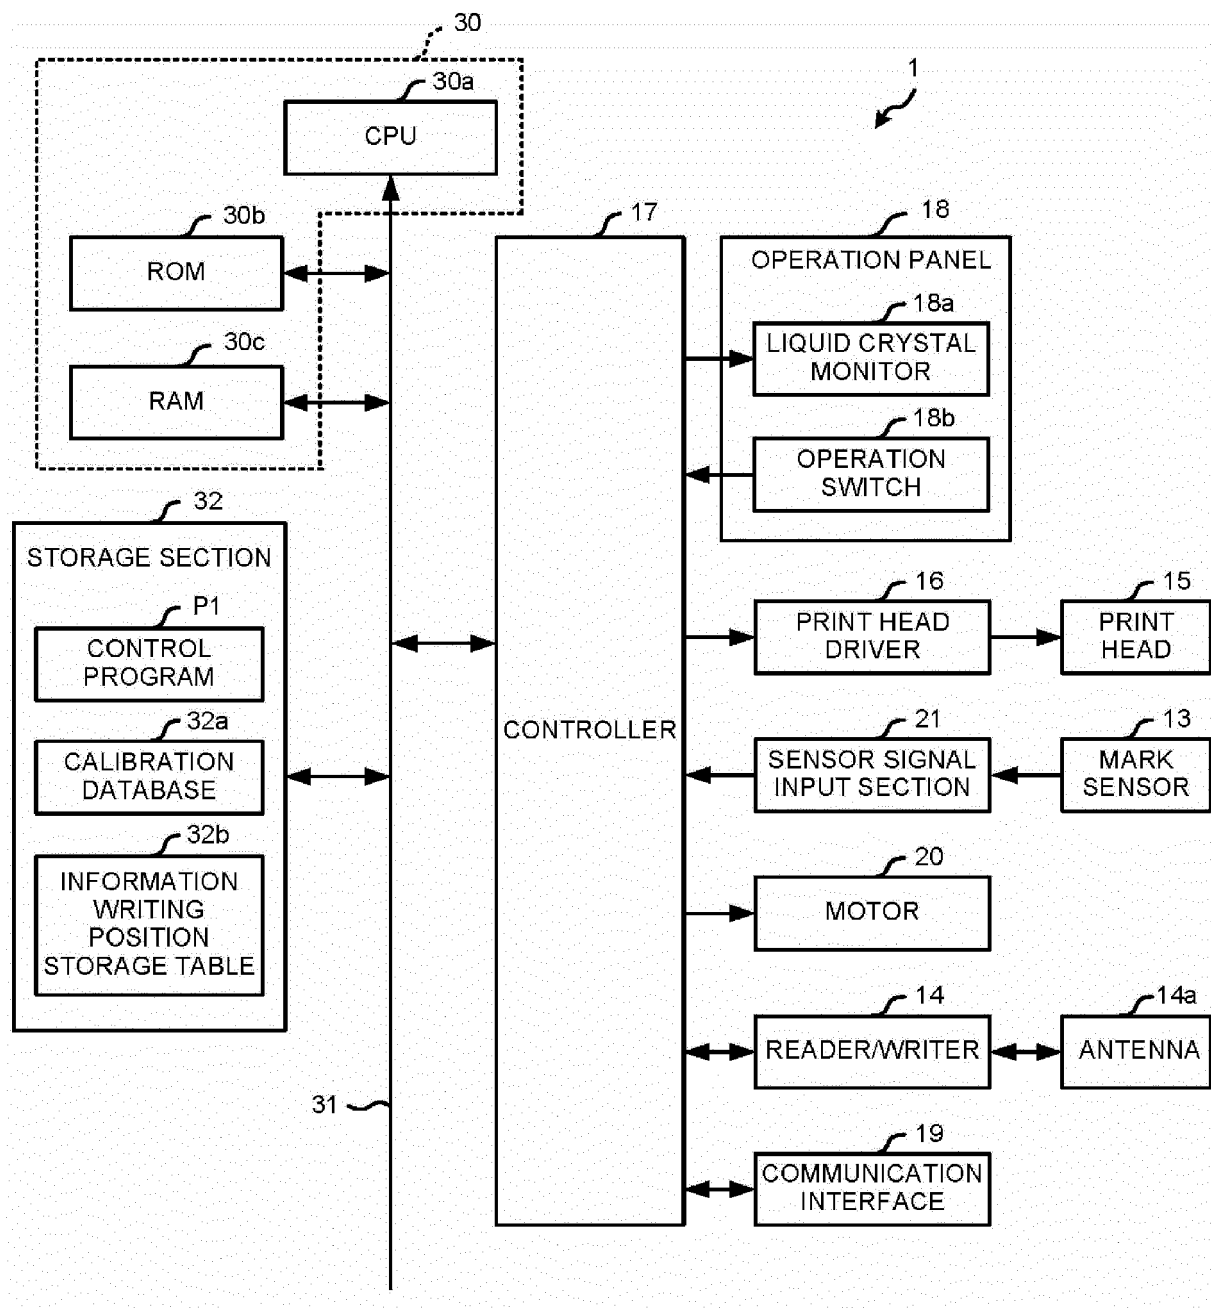 30
1
30a
CPU
30b
ROM
30c
RAM
17
CONTROLLER
18
OPERATION PANEL
18a
LIQUID CRYSTAL
MONITOR
18b
OPERATION
SWITCH
32
STORAGE SECTION
P1
CONTROL
PROGRAM
32a
CALIBRATION
DATABASE
32b
INFORMATION
WRITING
POSITION
STORAGE TABLE
16
PRINT HEAD
DRIVER
15
PRINT
HEAD
21
SENSOR SIGNAL
INPUT SECTION
13
MARK
SENSOR
20
MOTOR
14
READER/WRITER
14a
ANTENNA
31
19
COMMUNICATION
INTERFACE